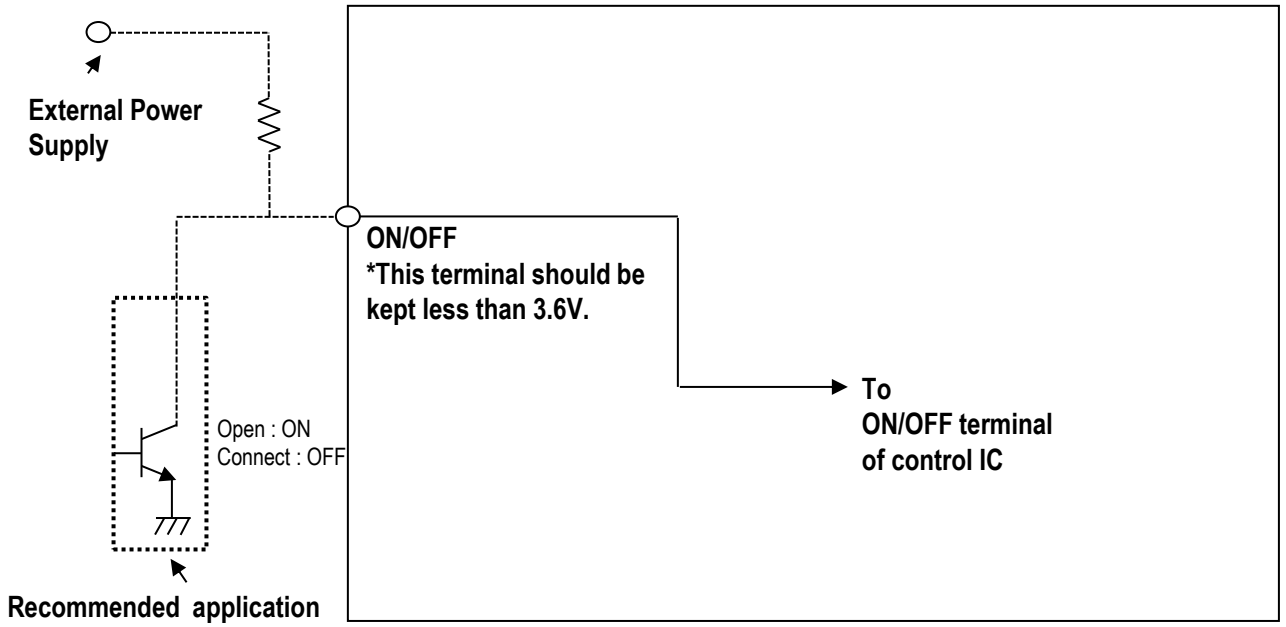 External Power
Supply
ON/OFF
*This terminal should be
kept less than 3.6V.
Open : ON
Connect : OFF
To
ON/OFF terminal
of control IC
Recommended application